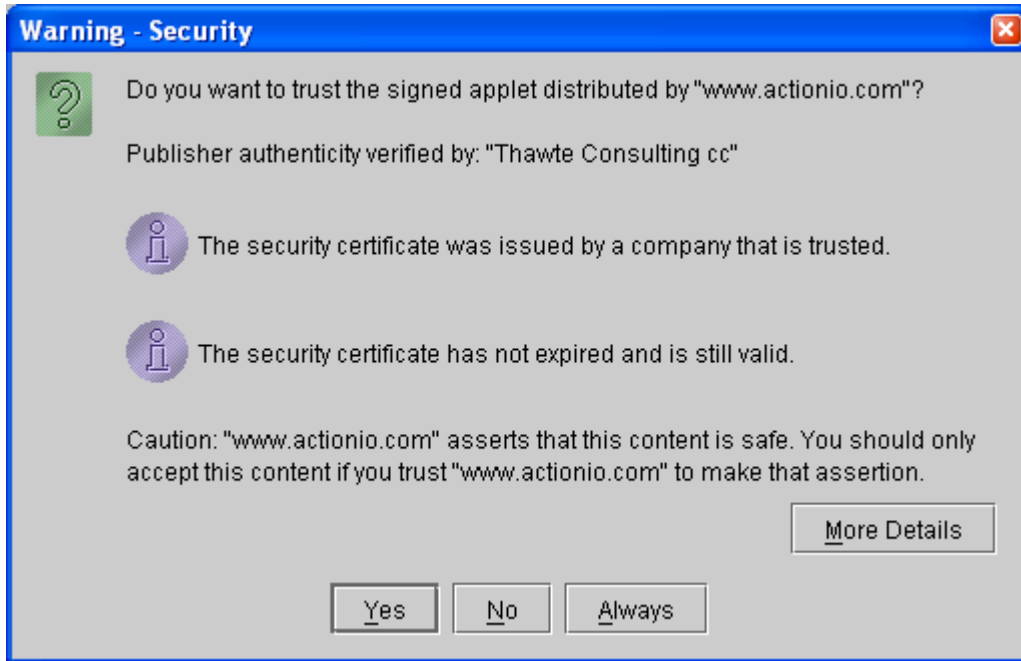 Warning - Security
Do you want to trust the signed applet distributed by "www.actionio.com"?
Publisher authenticity verified by: "Thawte Consulting cc"
The security certificate was issued by a company that is trusted.
The security certificate has not expired and is still valid.
Caution: "www.actionio.com" asserts that this content is safe. You should only
accept this content if you trust "www.actionio.com" to make that assertion.
More Details
Yes No Always